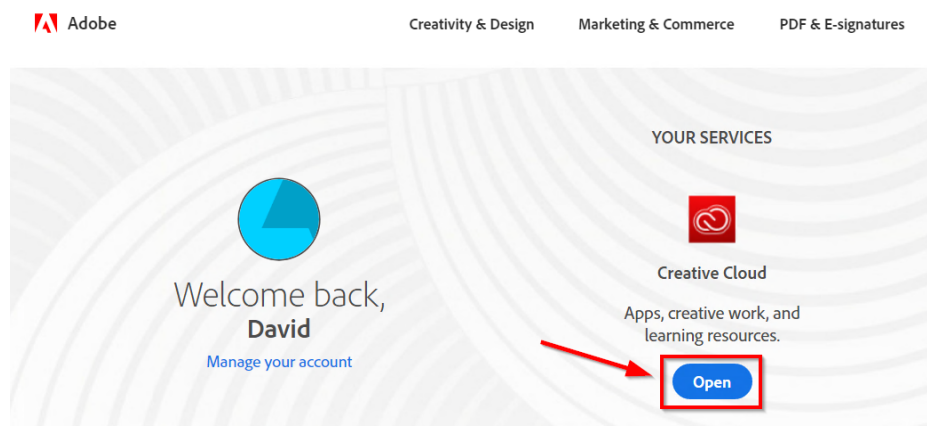 Adobe
Creativity & Design
Marketing & Commerce
PDF & E-signatures
Welcome back,
David
Manage your account
YOUR SERVICES
Creative Cloud
Apps, creative work, and
learning resources.
Open